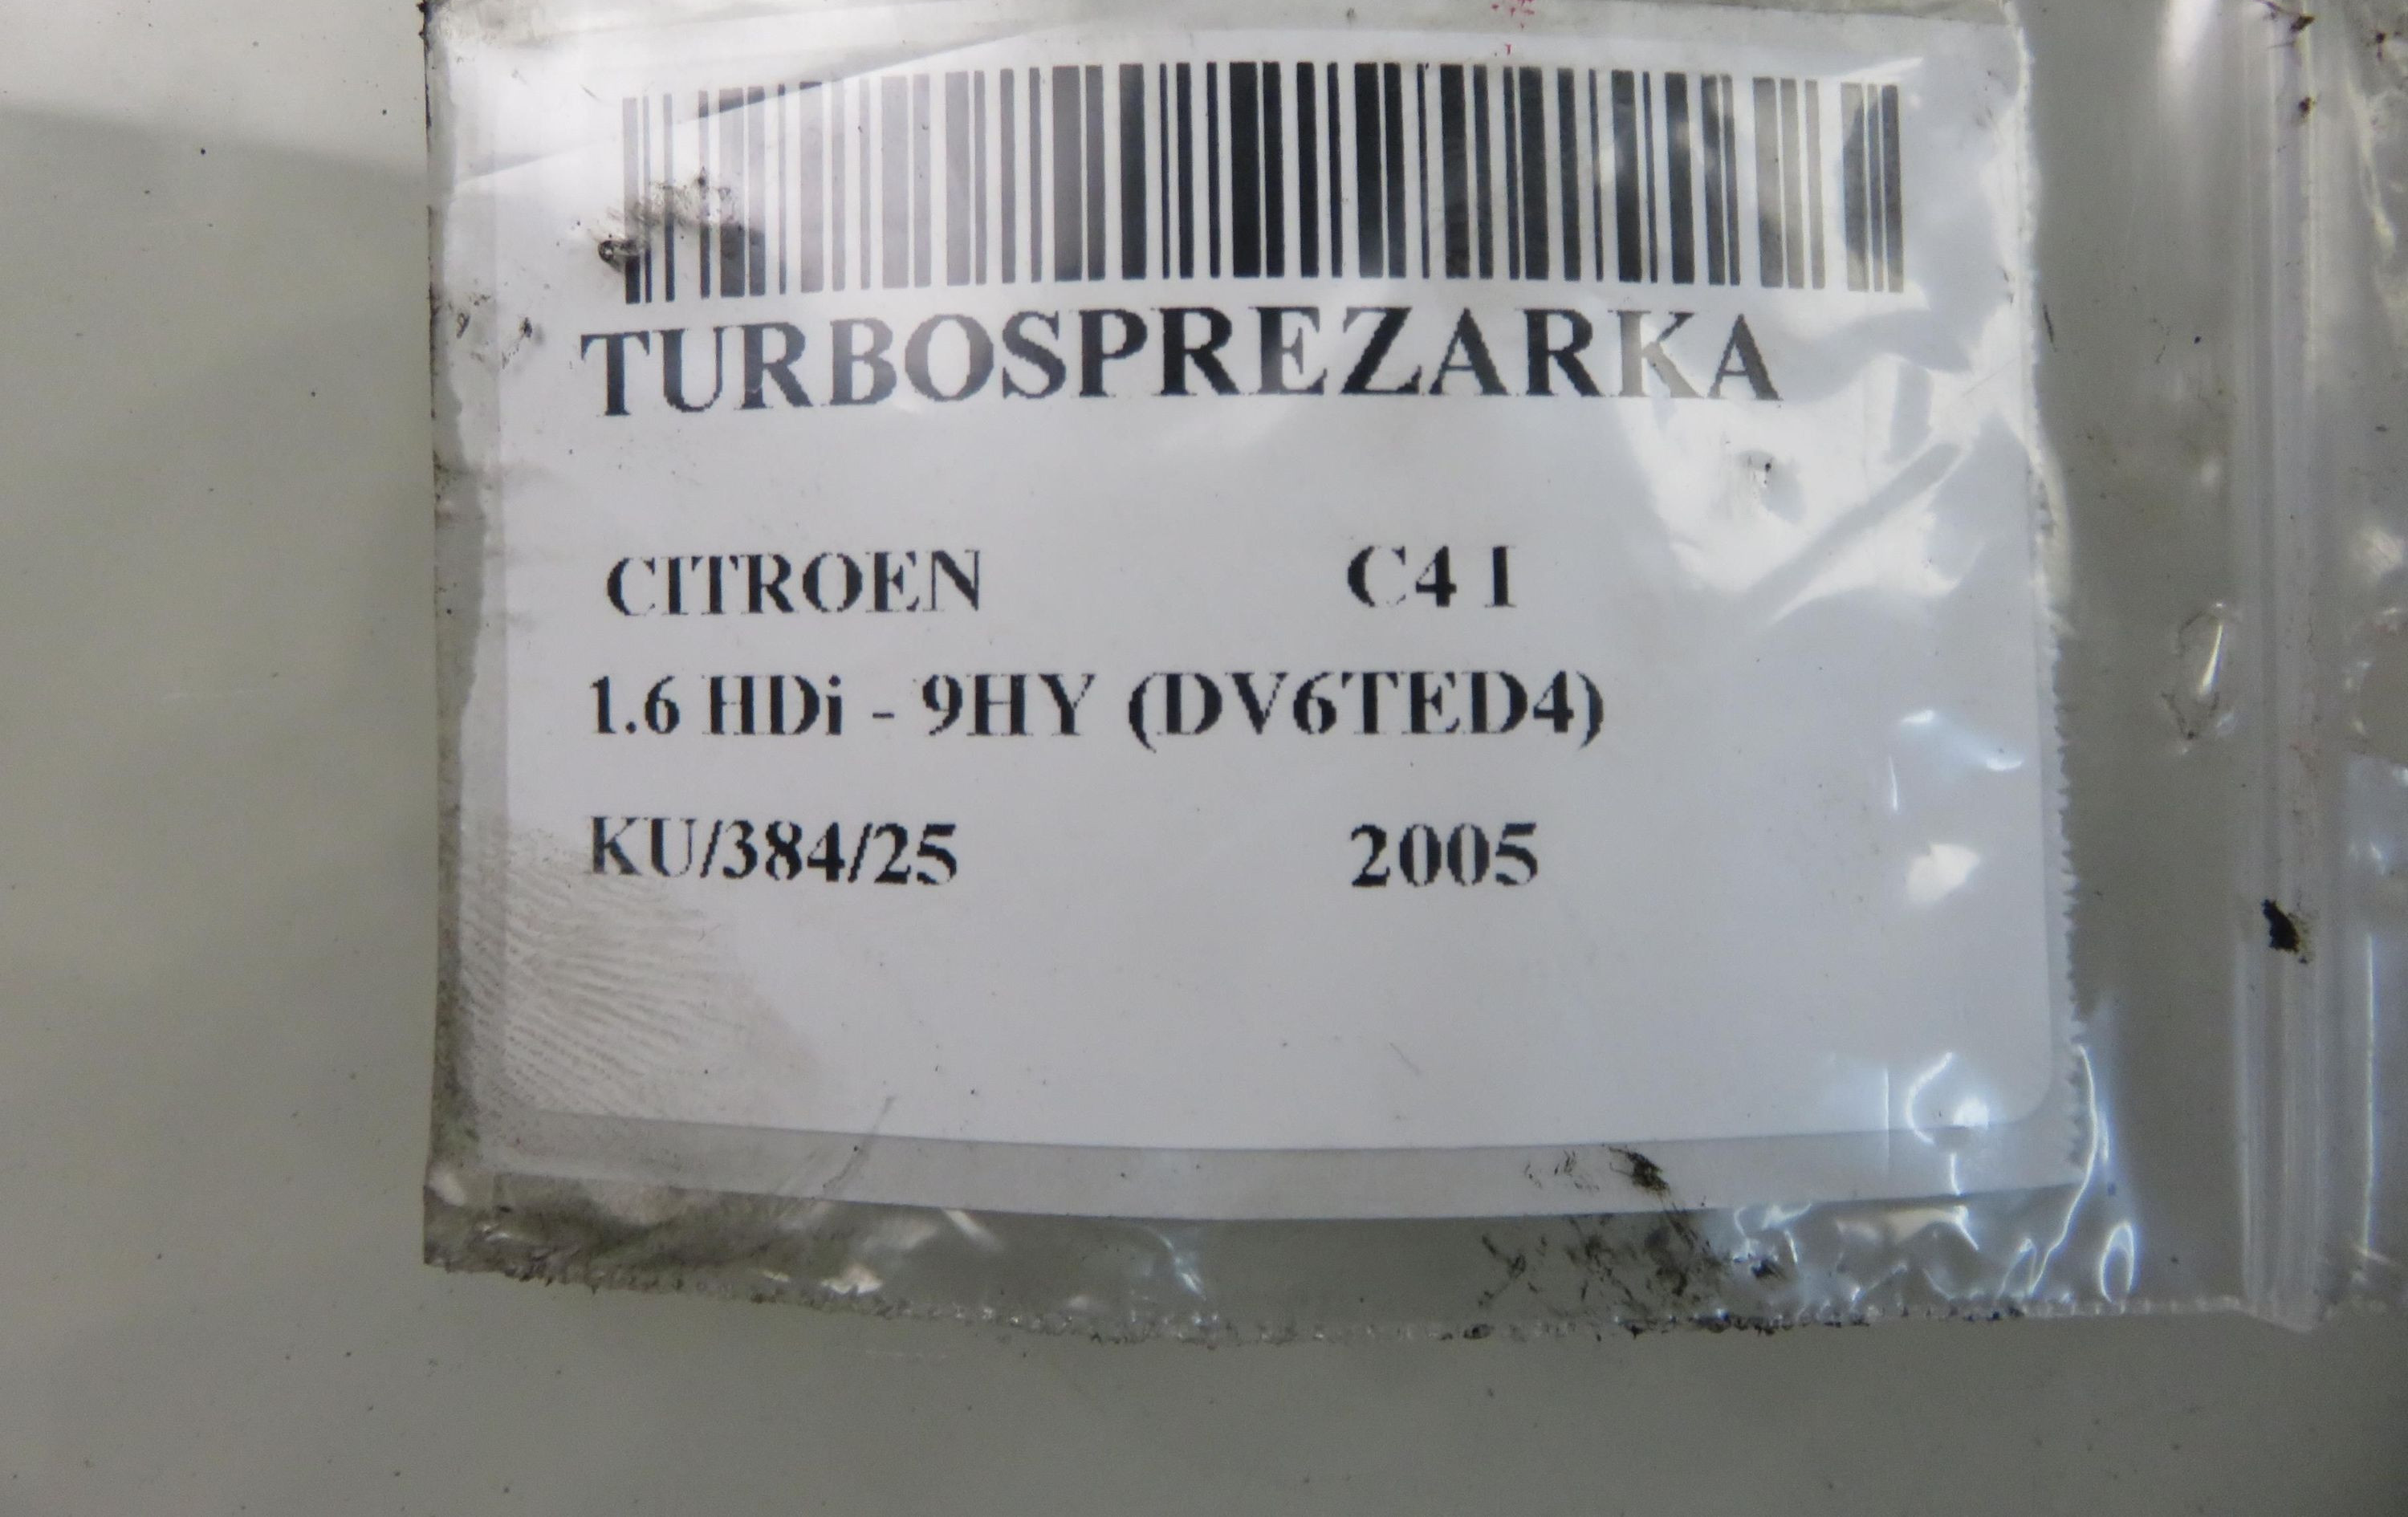 TURBOSPREZARKA
CITROEN C4 I
1.6 HDi - 9HY (DV6TED4)
KU/384/25 2005